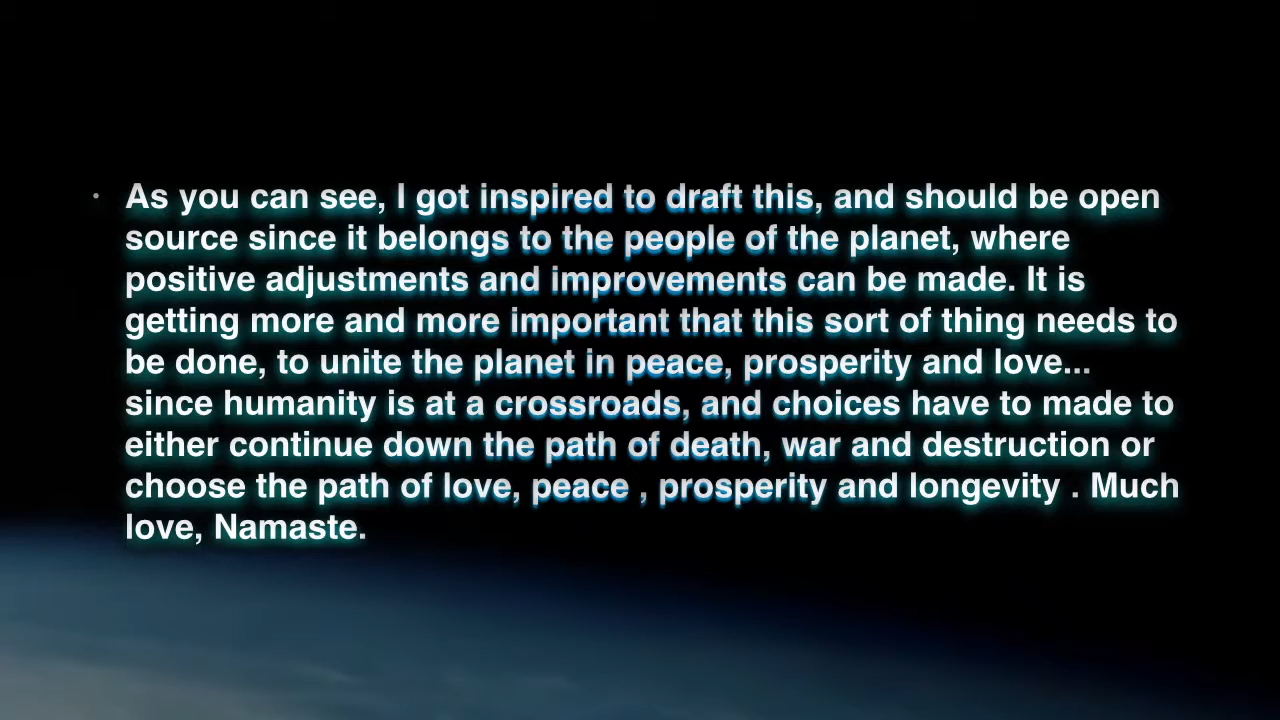 • As you can see, I got inspired to draft this, and should be open
source since it belongs to the people of the planet, where
positive adjustments and improvements can be made. It is
getting more and more important that this sort of thing needs to
be done, to unite the planet in peace, prosperity and love...
since humanity is at a crossroads, and choices have to made to
either continue down the path of death, war and destruction or
choose the path of love, peace , prosperity and longevity . Much
love, Namaste.